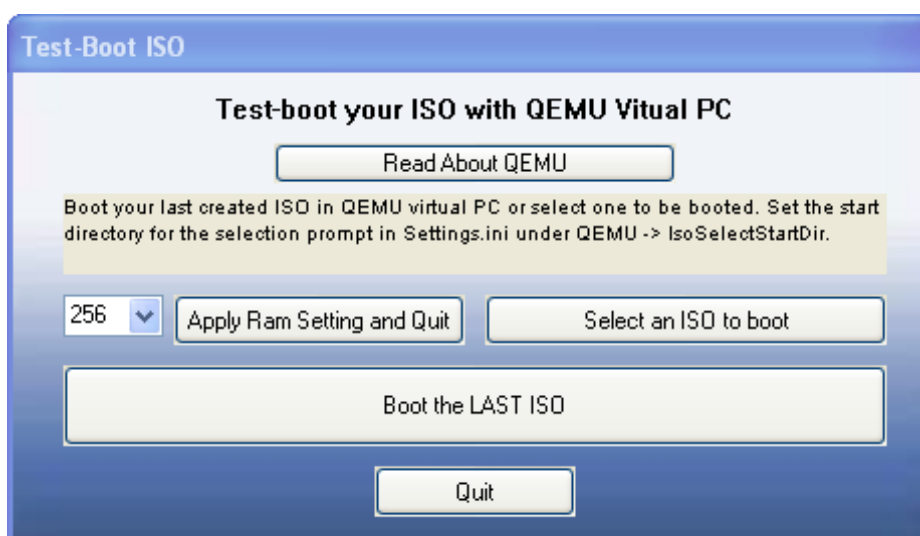 Test-Boot ISO
Test-boot your ISO with QEMU Vitual PC
Read About QEMU
Boot your last created ISO in QEMU virtual PC or select one to be booted. Set the start
directory for the selection prompt in Settings.ini under QEMU -> IsoSelectStartDir.
256 Apply Ram Setting and Quit Select an ISO to boot
Boot the LAST ISO
Quit